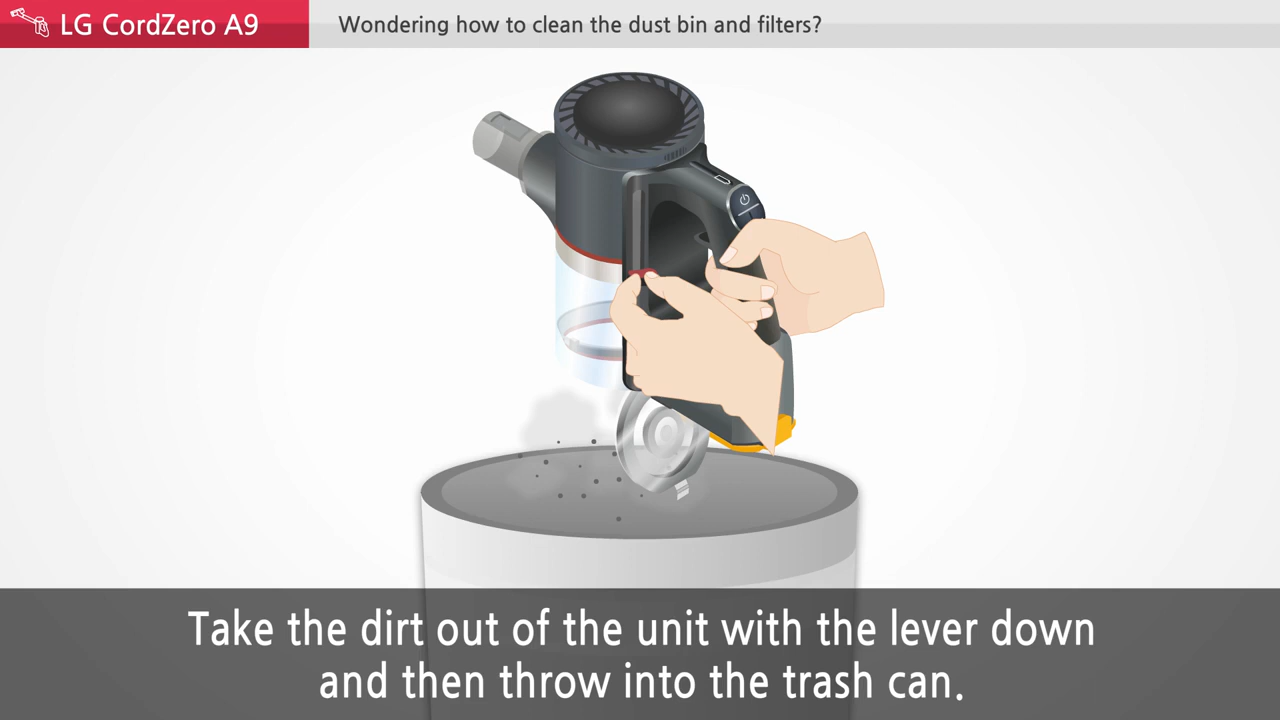 LG CordZero A9
Wondering how to clean the dust bin and filters?
Take the dirt out of the unit with the lever down
and then throw into the trash can.